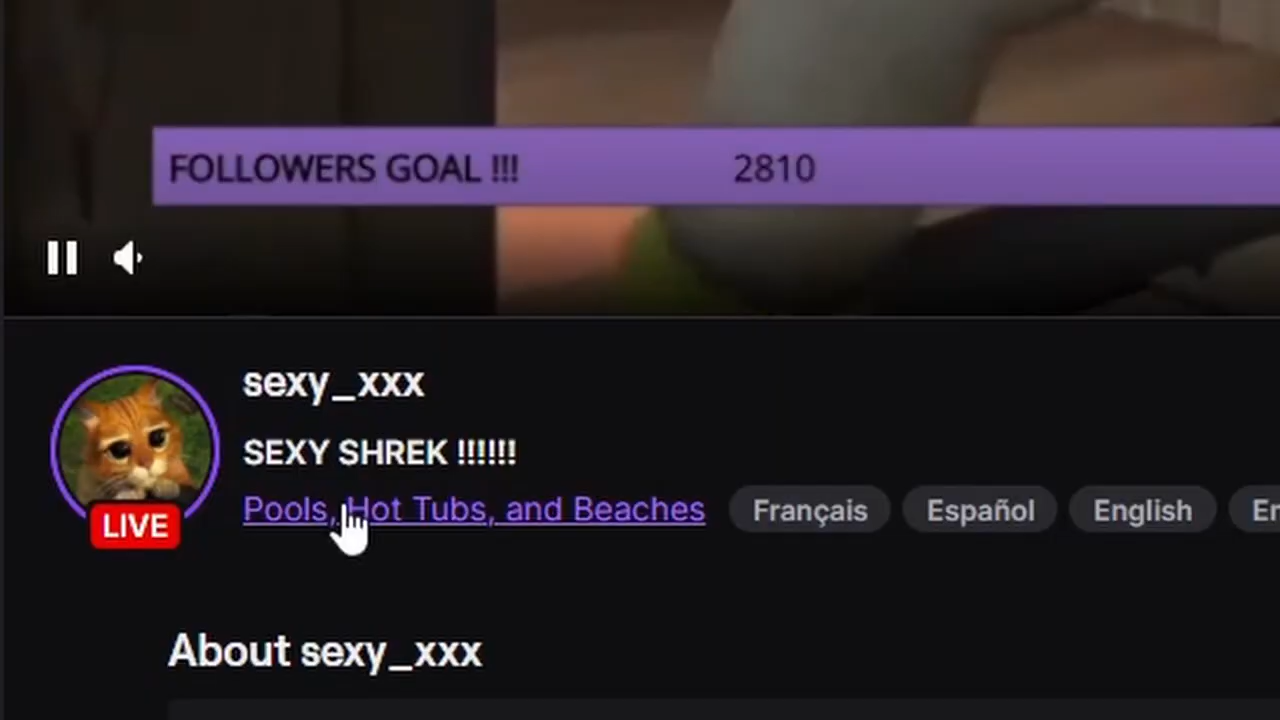 FOLLOWERS GOAL !!! 2810
sexy_xxx
SEXY SHREK !!!!!!
LIVE
Pools, Hot Tubs, and Beaches Français Español English
About sexy_xxx